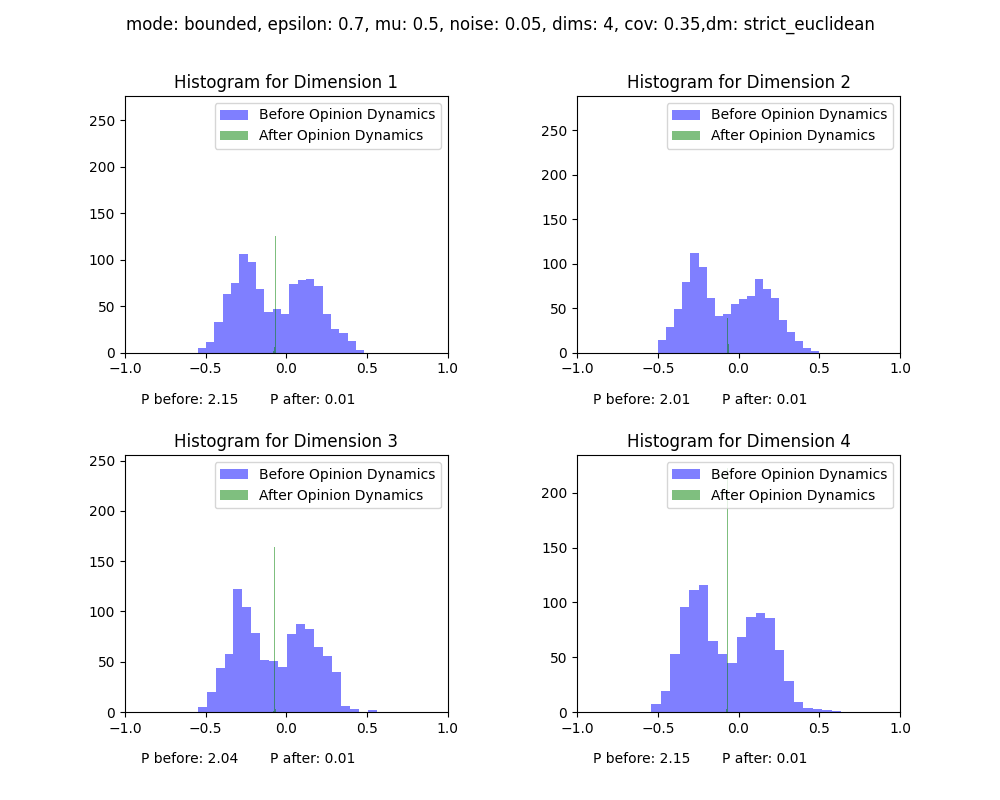 mode: bounded, epsilon: 0.7, mu: 0.5, noise: 0.05, dims: 4, cov: 0.35,dm: strict_euclidean
Histogram for Dimension 1
Before Opinion Dynamics
After Opinion Dynamics
250
200
150
100
50
0
−1.0 −0.5 0.0 0.5 1.0
P before: 2.15 P after: 0.01
Histogram for Dimension 2
Before Opinion Dynamics
After Opinion Dynamics
250
200
150
100
50
0
−1.0 −0.5 0.0 0.5 1.0
P before: 2.01 P after: 0.01
Histogram for Dimension 3
Before Opinion Dynamics
After Opinion Dynamics
250
200
150
100
50
0
−1.0 −0.5 0.0 0.5 1.0
P before: 2.04 P after: 0.01
Histogram for Dimension 4
Before Opinion Dynamics
After Opinion Dynamics
200
150
100
50
0
−1.0 −0.5 0.0 0.5 1.0
P before: 2.15 P after: 0.01